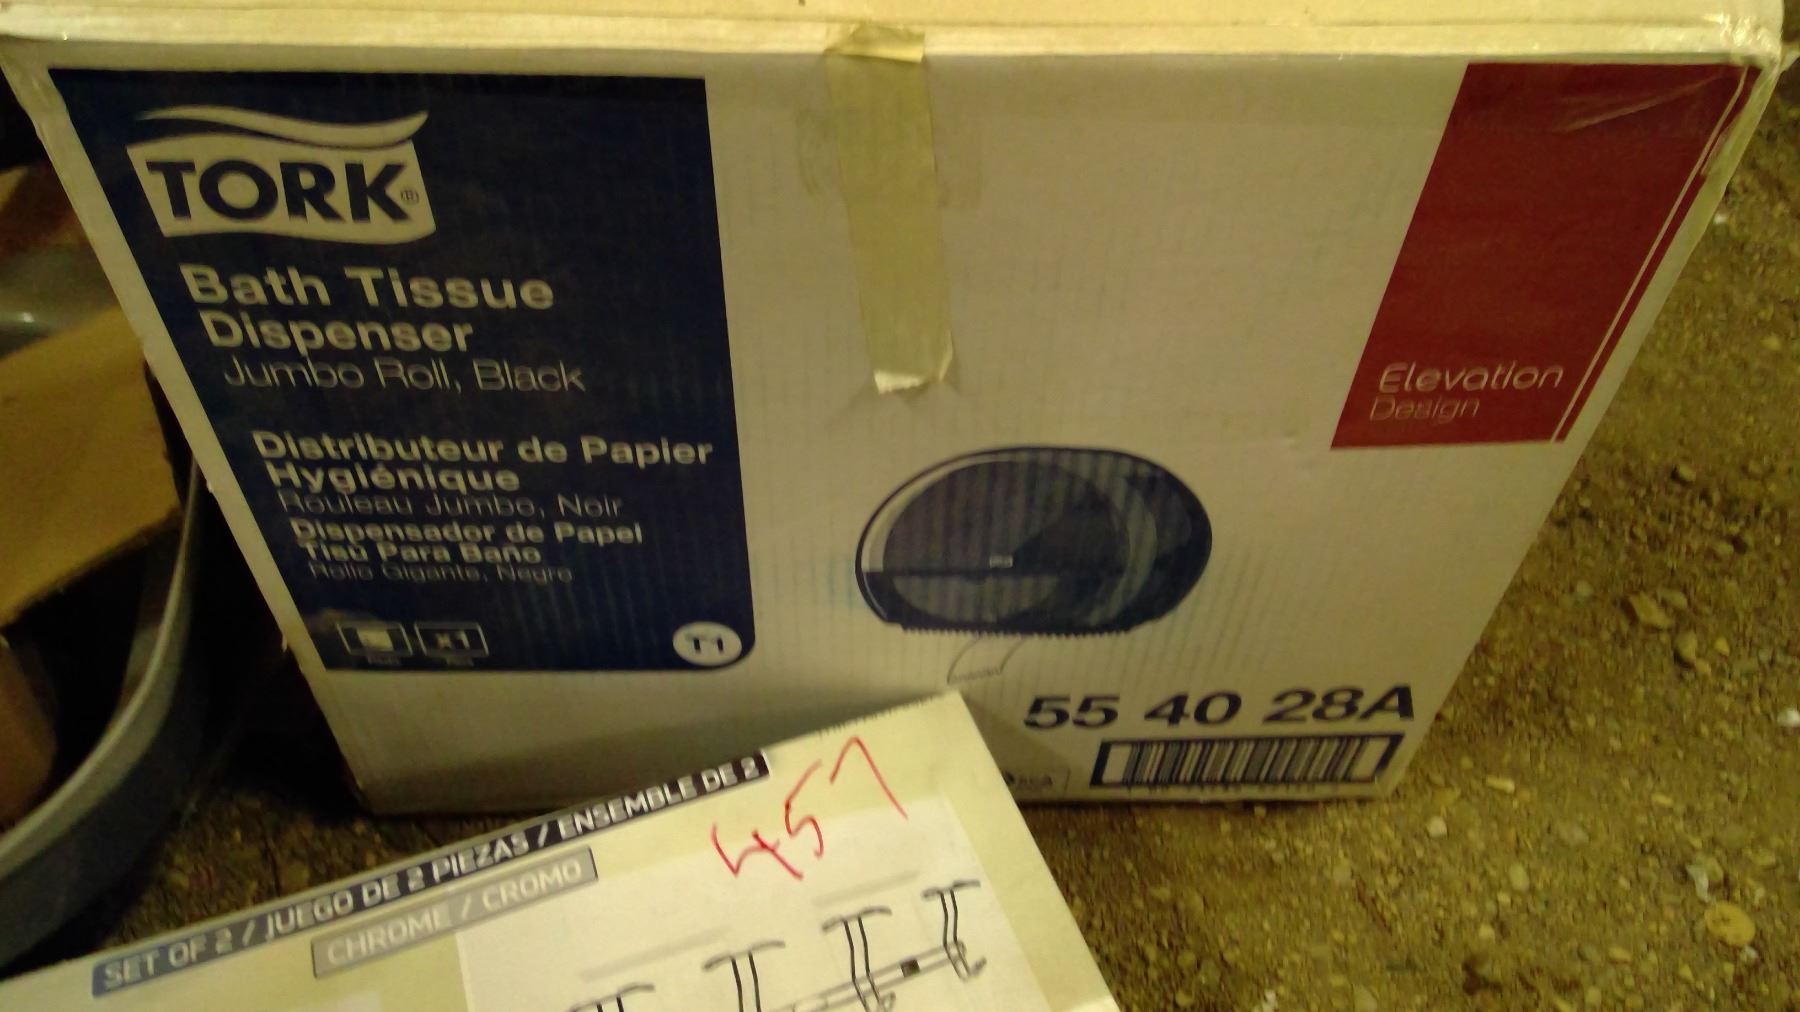 TORK®
Bath Tissue
Dispenser
Jumbo Roll, Black
Distributeur de Papier
Hygiénique
Rouleau Jumbo, Noir
Dispensador de Papel
Tisú Para Baño
Rollo Gigante, Negro
x1
T1
Elevation
Design
55 40 28A
457
SET OF 2 / JUEGO DE 2 PIEZAS / ENSEMBLE DE 2
CHROME / CROMO